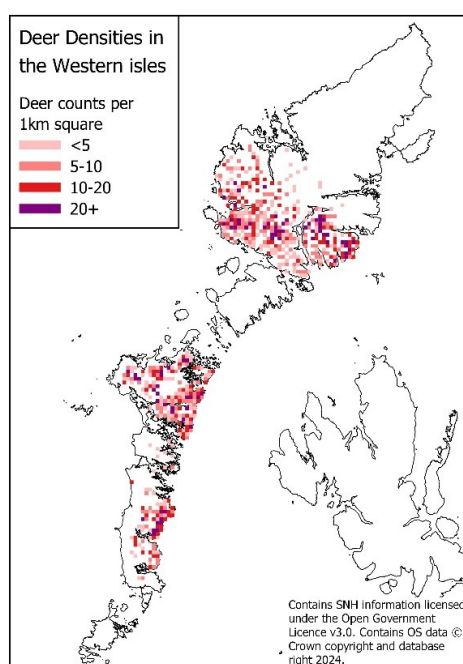 Deer Densities in
the Western isles
Deer counts per
1km square
<5
5-10
10-20
20+
Contains SNH information licensed
under the Open Government
Licence v3.0. Contains OS data ©
Crown copyright and database
right 2024.